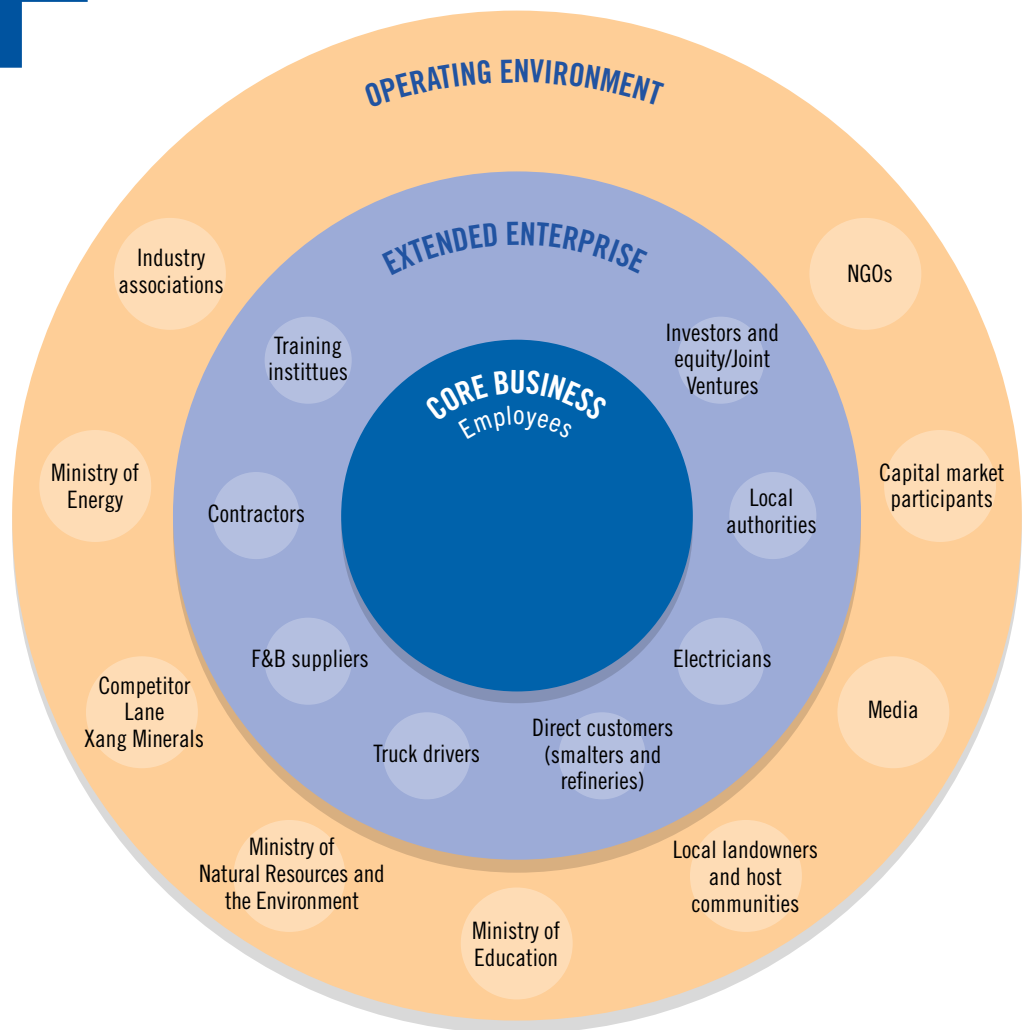 OPERATING ENVIRONMENT
EXTENDED ENTERPRISE
CORE BUSINESS
Employees
Industry
associations
NGOs
Training
instittues
Investors and
equity/Joint
Ventures
Ministry of
Energy
Contractors
Local
authorities
Capital market
participants
F&B suppliers
Electricians
Competitor
Lane
Xang Minerals
Truck drivers
Direct customers
(smalters and
refineries)
Media
Ministry of
Natural Resources and
the Environment
Local landowners
and host
communities
Ministry of
Education